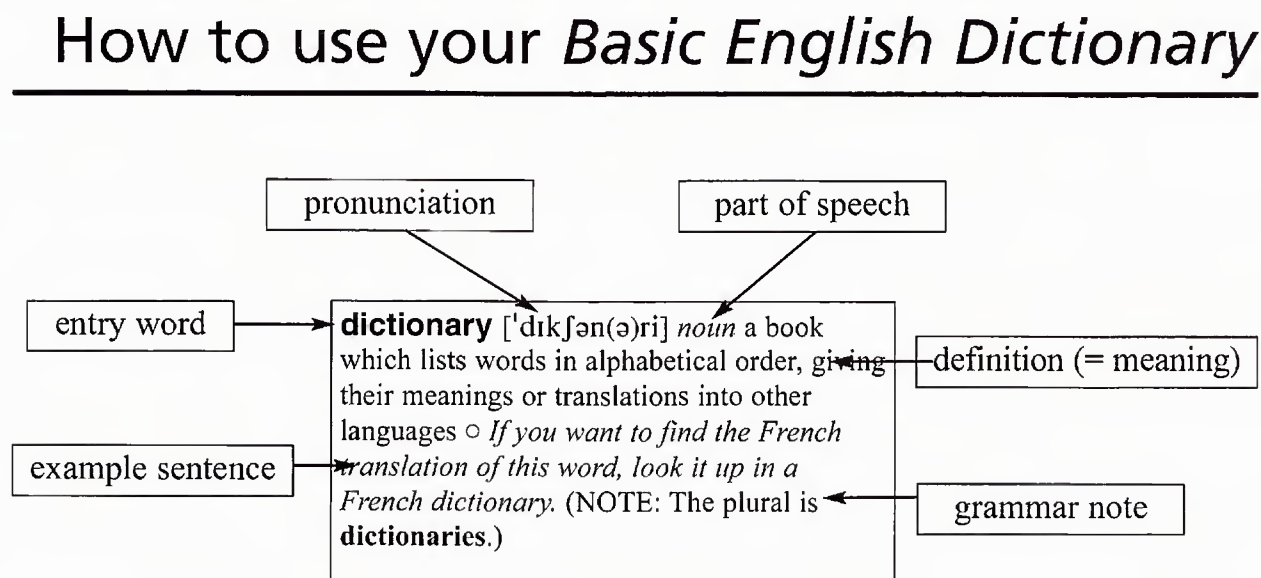 How to use your Basic English Dictionary
pronunciation
part of speech
entry word
dictionary [ˈdɪkʃən(ə)ri] noun a book
which lists words in alphabetical order, giving
their meanings or translations into other
languages ○ If you want to find the French
translation of this word, look it up in a
French dictionary. (NOTE: The plural is
dictionaries.)
definition (= meaning)
example sentence
grammar note